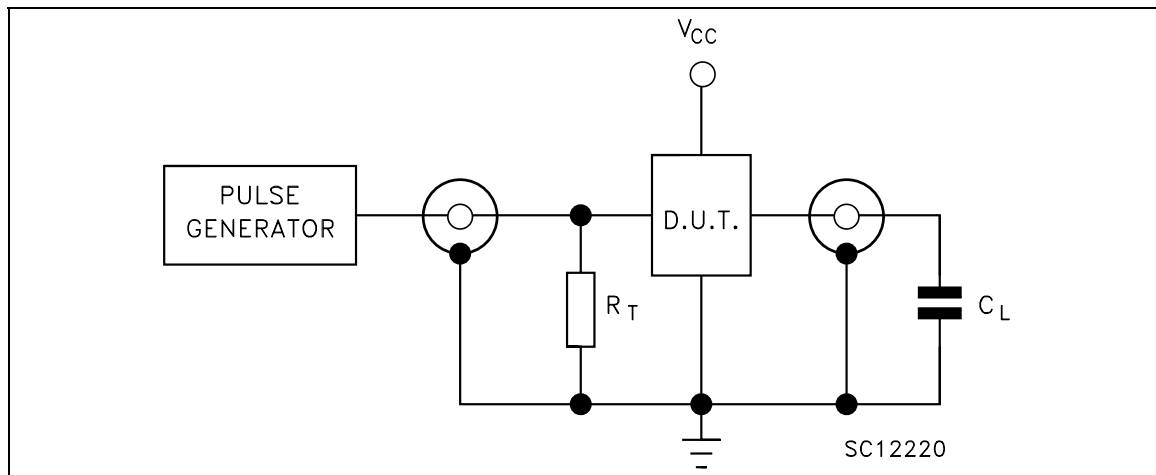 VCC
PULSE
GENERATOR
D.U.T.
RT
CL
SC12220